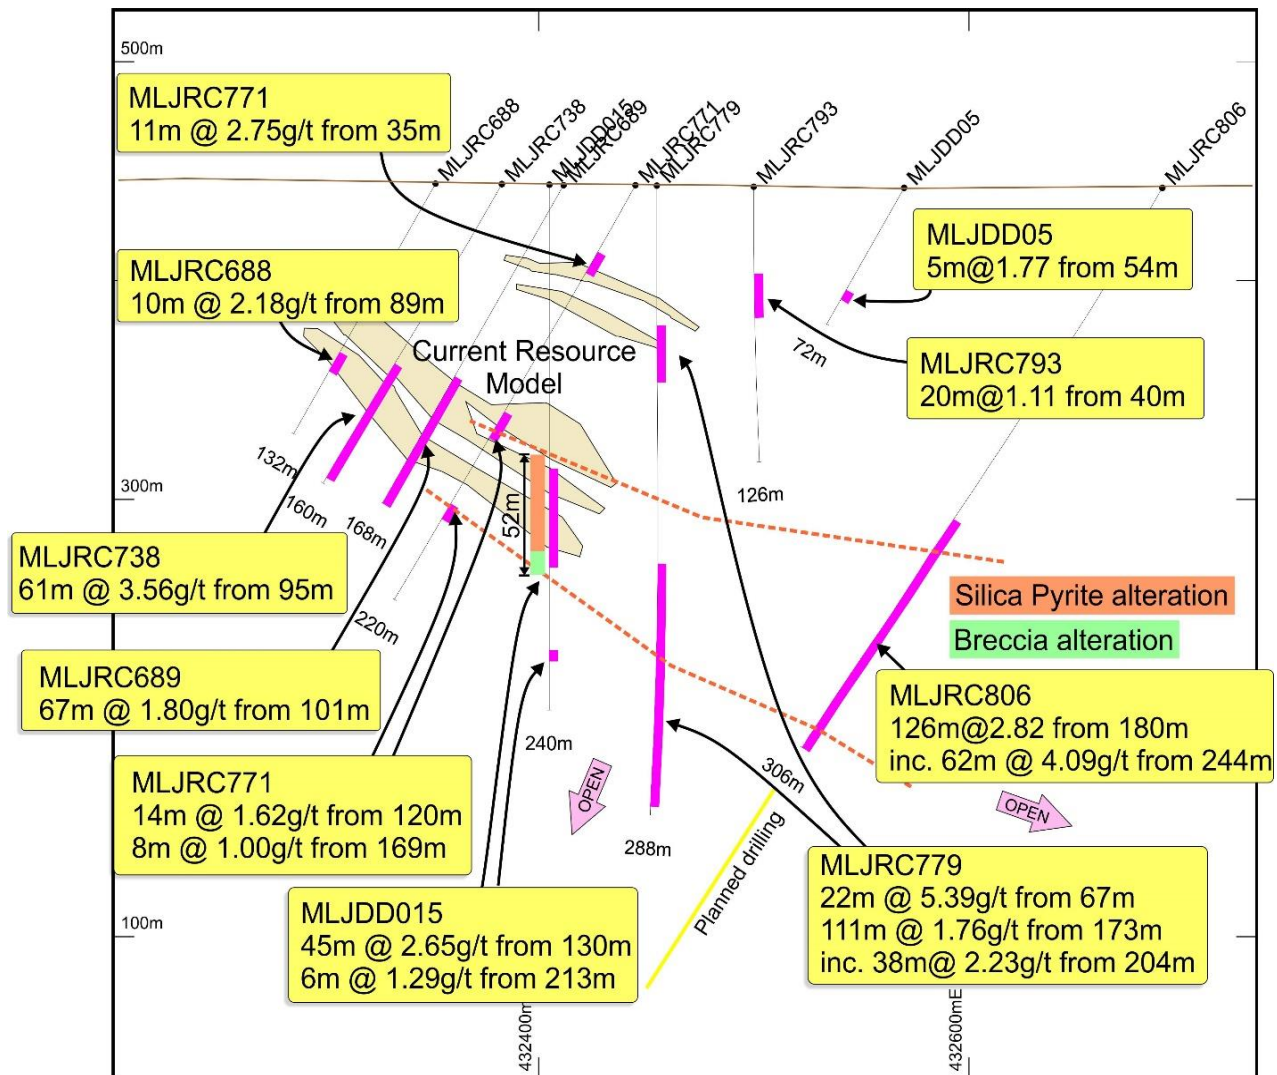 500m
MLJRC771
11m @ 2.75g/t from 35m
MLJRC688
MLJRC738
MLJDD015
MLJRC689
MLJRC771
MLJRC779
MLJRC793
MLJDD05
MLJRC806
MLJDD05
5m@1.77 from 54m
MLJRC688
10m @ 2.18g/t from 89m
Current Resource
Model
72m
MLJRC793
20m@1.11 from 40m
132m
160m
168m
300m
52m
126m
MLJRC738
61m @ 3.56g/t from 95m
220m
Silica Pyrite alteration
Breccia alteration
MLJRC689
67m @ 1.80g/t from 101m
MLJRC806
126m@2.82 from 180m
inc. 62m @ 4.09g/t from 244m
240m
306m
OPEN
OPEN
MLJRC771
14m @ 1.62g/t from 120m
8m @ 1.00g/t from 169m
288m
Planned drilling
MLJRC779
22m @ 5.39g/t from 67m
111m @ 1.76g/t from 173m
inc. 38m@ 2.23g/t from 204m
MLJDD015
45m @ 2.65g/t from 130m
6m @ 1.29g/t from 213m
100m
432400m
432600mE